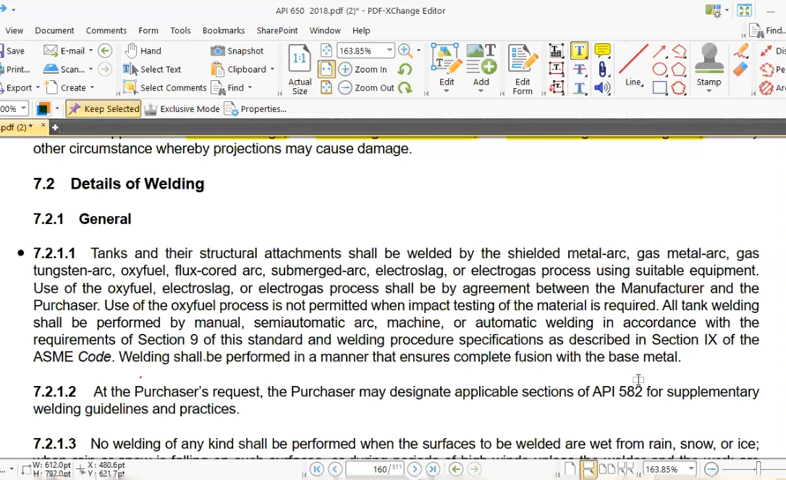 API 650 2018.pdf (2)* - PDF-XChange Editor
View Document Comments Form Tools Bookmarks SharePoint Window Help
Save E-mail Hand Snapshot 163.85% Find...
Print... Scan... Select Text Clipboard Actual Size Zoom In Edit Add Edit Form Line Stamp
Export Create Select Comments Find Zoom Out
00% Keep Selected Exclusive Mode Properties...
pdf (2) *
other circumstance whereby projections may cause damage.
7.2 Details of Welding
7.2.1 General
● 7.2.1.1 Tanks and their structural attachments shall be welded by the shielded metal-arc, gas metal-arc, gas
tungsten-arc, oxyfuel, flux-cored arc, submerged-arc, electroslag, or electrogas process using suitable equipment.
Use of the oxyfuel, electroslag, or electrogas process shall be by agreement between the Manufacturer and the
Purchaser. Use of the oxyfuel process is not permitted when impact testing of the material is required. All tank welding
shall be performed by manual, semiautomatic arc, machine, or automatic welding in accordance with the
requirements of Section 9 of this standard and welding procedure specifications as described in Section IX of the
ASME Code. Welding shall be performed in a manner that ensures complete fusion with the base metal.
7.2.1.2 At the Purchaser's request, the Purchaser may designate applicable sections of API 582 for supplementary
welding guidelines and practices.
7.2.1.3 No welding of any kind shall be performed when the surfaces to be welded are wet from rain, snow, or ice;
W: 612.0pt X: 480.6pt 160 / 511 163.85%
H: 792.0pt Y: 621.7pt